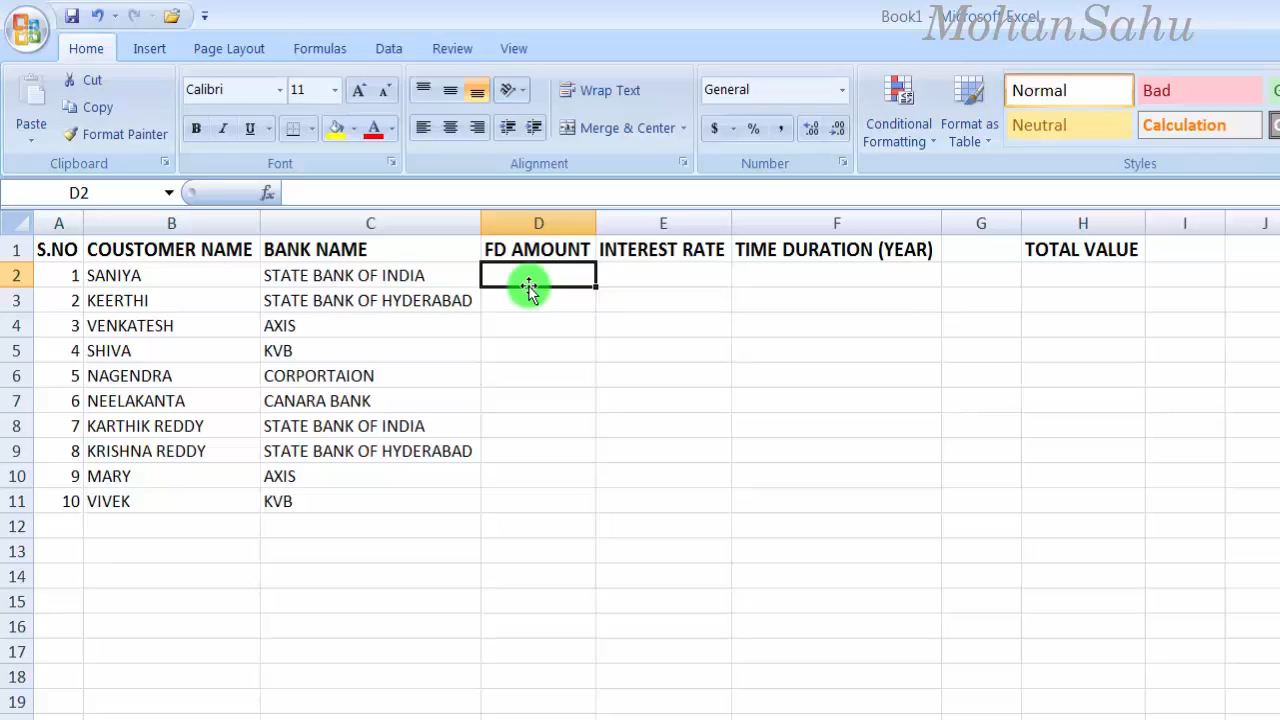 Book1 - Microsoft Excel
MohanSahu
Home Insert Page Layout Formulas Data Review View
Paste
Cut
Copy
Format Painter
Clipboard
Calibri 11 A A
B I U A
Font
Wrap Text
Merge & Center
Alignment
General
$ % ,
Number
Conditional Formatting
Format as Table
Normal Bad
Neutral Calculation
Styles
D2 fx
A B C D E F G H I J
1 S.NO COUSTOMER NAME BANK NAME FD AMOUNT INTEREST RATE TIME DURATION (YEAR) TOTAL VALUE
2 1 SANIYA STATE BANK OF INDIA
3 2 KEERTHI STATE BANK OF HYDERABAD
4 3 VENKATESH AXIS
5 4 SHIVA KVB
6 5 NAGENDRA CORPORTAION
7 6 NEELAKANTA CANARA BANK
8 7 KARTHIK REDDY STATE BANK OF INDIA
9 8 KRISHNA REDDY STATE BANK OF HYDERABAD
10 9 MARY AXIS
11 10 VIVEK KVB
12
13
14
15
16
17
18
19